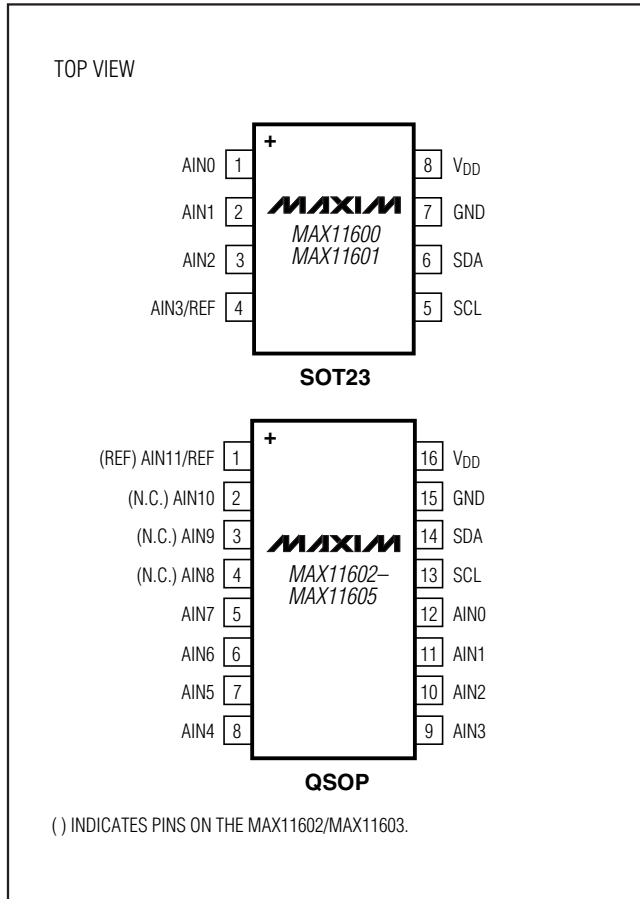 TOP VIEW
+
AIN0 1
8 VDD
AIN1 2
MAXIM
7 GND
MAX11600
AIN2 3
MAX11601
6 SDA
AIN3/REF 4
5 SCL
SOT23
+
(REF) AIN11/REF 1
16 VDD
(N.C.) AIN10 2
15 GND
(N.C.) AIN9 3
MAXIM
14 SDA
(N.C.) AIN8 4
MAX11602–
13 SCL
MAX11605
AIN7 5
12 AIN0
AIN6 6
11 AIN1
AIN5 7
10 AIN2
AIN4 8
9 AIN3
QSOP
( ) INDICATES PINS ON THE MAX11602/MAX11603.